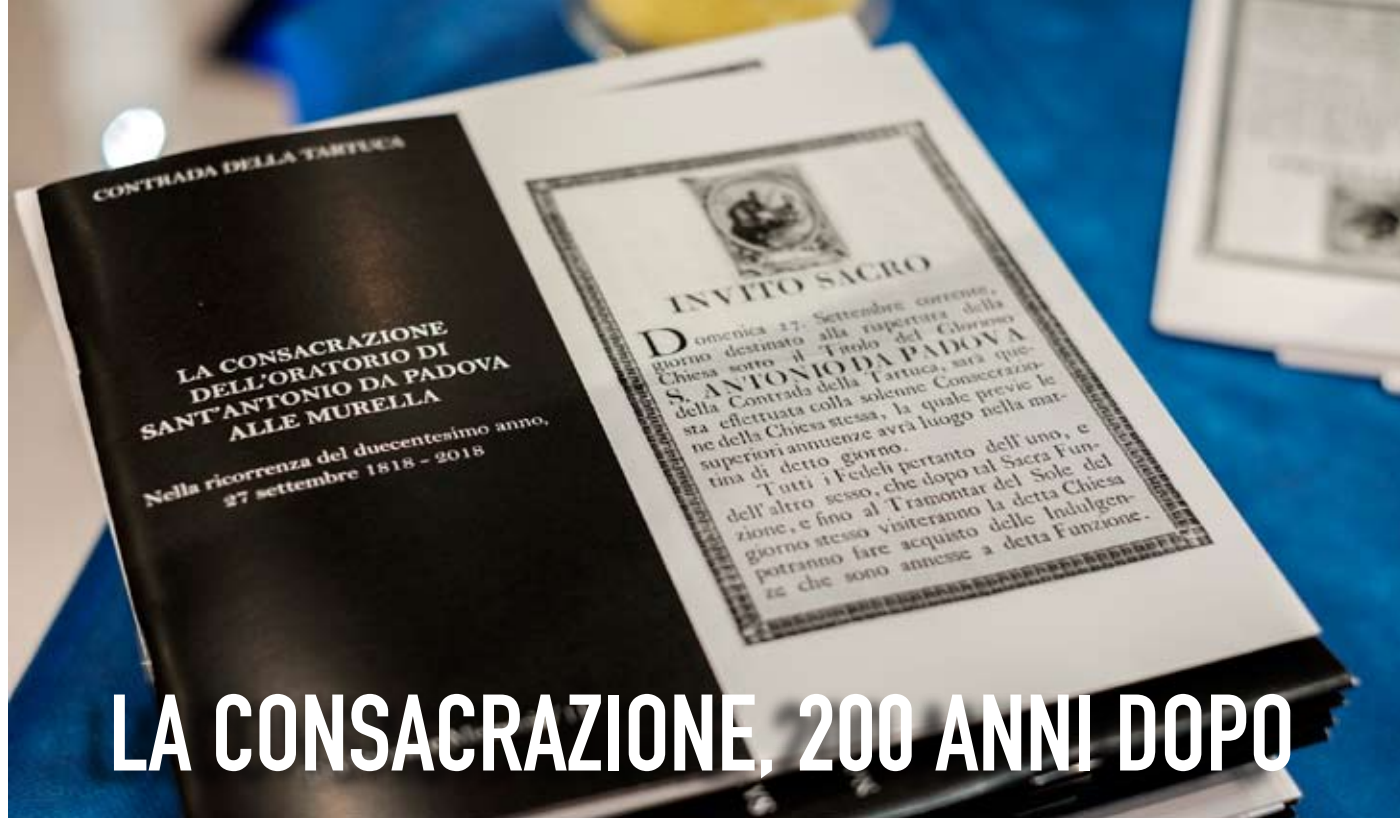 CONTRADA DELLA TARTUCA
LA CONSACRAZIONE
DELL'ORATORIO DI
SANT'ANTONIO DA PADOVA
ALLE MURELLA
Nella ricorrenza del duecentesimo anno,
27 settembre 1818 – 2018
INVITO SACRO
Domenica 27. Settembre corrente,
giorno destinato alla riapertura della
Chiesa sotto il Titolo del Glorioso
S. ANTONIO DA PADOVA
della Contrada della Tartuca, sarà que-
sta effettuata colla solenne Consecrazio-
ne della Chiesa stessa, la quale previe le
superiori annuenze avrà luogo nella mat-
tina di detto giorno.
Tutti i Fedeli pertanto dell'uno, e
dell'altro sesso, che dopo tal Sacra Fun-
zione, e fino al Tramontar del Sole del
giorno stesso visiteranno la detta Chiesa
potranno fare acquisto delle Indulgen-
ze che sono annesse a detta Funzione.
LA CONSACRAZIONE, 200 ANNI DOPO